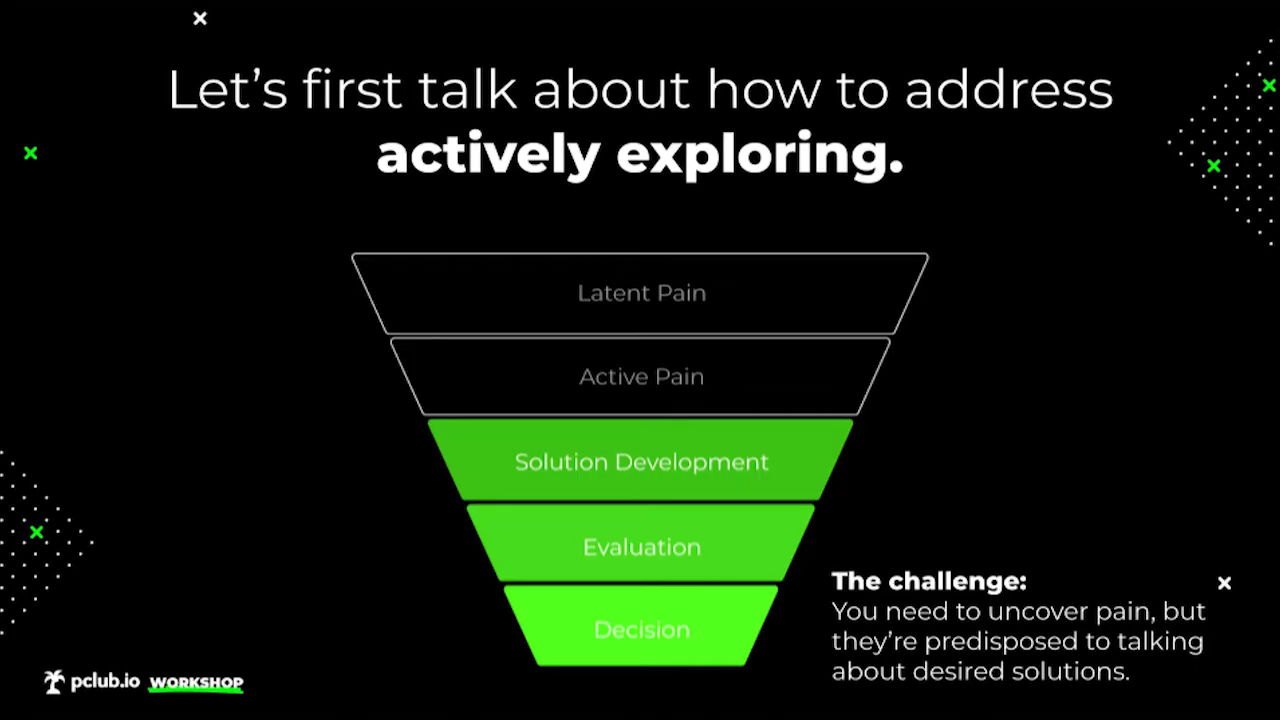 Let's first talk about how to address
actively exploring.
Latent Pain
Active Pain
Solution Development
Evaluation
Decision
The challenge:
You need to uncover pain, but
they're predisposed to talking
about desired solutions.
pclub.io WORKSHOP